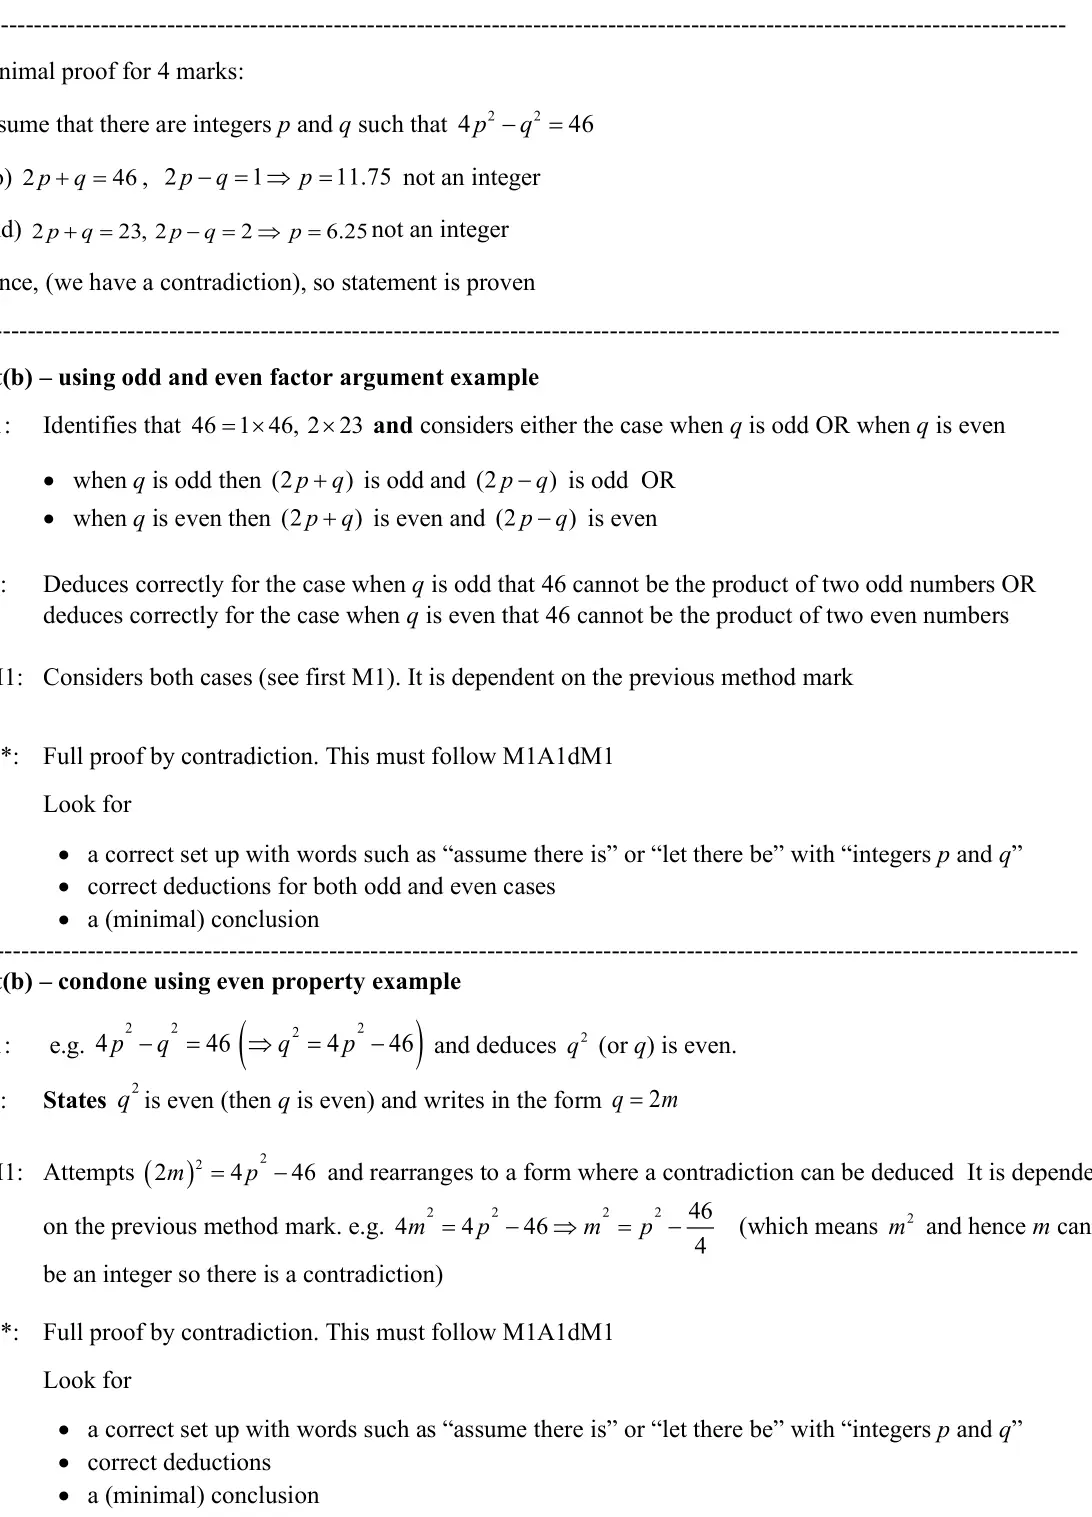 nimal proof for 4 marks:
sume that there are integers p and q such that 4p² − q² = 46
) 2p + q = 46 , 2p − q = 1 ⇒ p = 11.75 not an integer
d) 2p + q = 23, 2p − q = 2 ⇒ p = 6.25 not an integer
nce, (we have a contradiction), so statement is proven
(b) – using odd and even factor argument example
: Identifies that 46 = 1×46, 2×23 and considers either the case when q is odd OR when q is even
• when q is odd then (2p + q) is odd and (2p − q) is odd OR
• when q is even then (2p + q) is even and (2p − q) is even
: Deduces correctly for the case when q is odd that 46 cannot be the product of two odd numbers OR
deduces correctly for the case when q is even that 46 cannot be the product of two even numbers
1: Considers both cases (see first M1). It is dependent on the previous method mark
*: Full proof by contradiction. This must follow M1A1dM1
Look for
• a correct set up with words such as “assume there is” or “let there be” with “integers p and q”
• correct deductions for both odd and even cases
• a (minimal) conclusion
(b) – condone using even property example
: e.g. 4p² − q² = 46 (⇒ q² = 4p² − 46) and deduces q² (or q) is even.
: States q² is even (then q is even) and writes in the form q = 2m
1: Attempts (2m)² = 4p² − 46 and rearranges to a form where a contradiction can be deduced It is depende
on the previous method mark. e.g. 4m² = 4p² − 46 ⇒ m² = p² − 46/4 (which means m² and hence m can
be an integer so there is a contradiction)
*: Full proof by contradiction. This must follow M1A1dM1
Look for
• a correct set up with words such as “assume there is” or “let there be” with “integers p and q”
• correct deductions
• a (minimal) conclusion